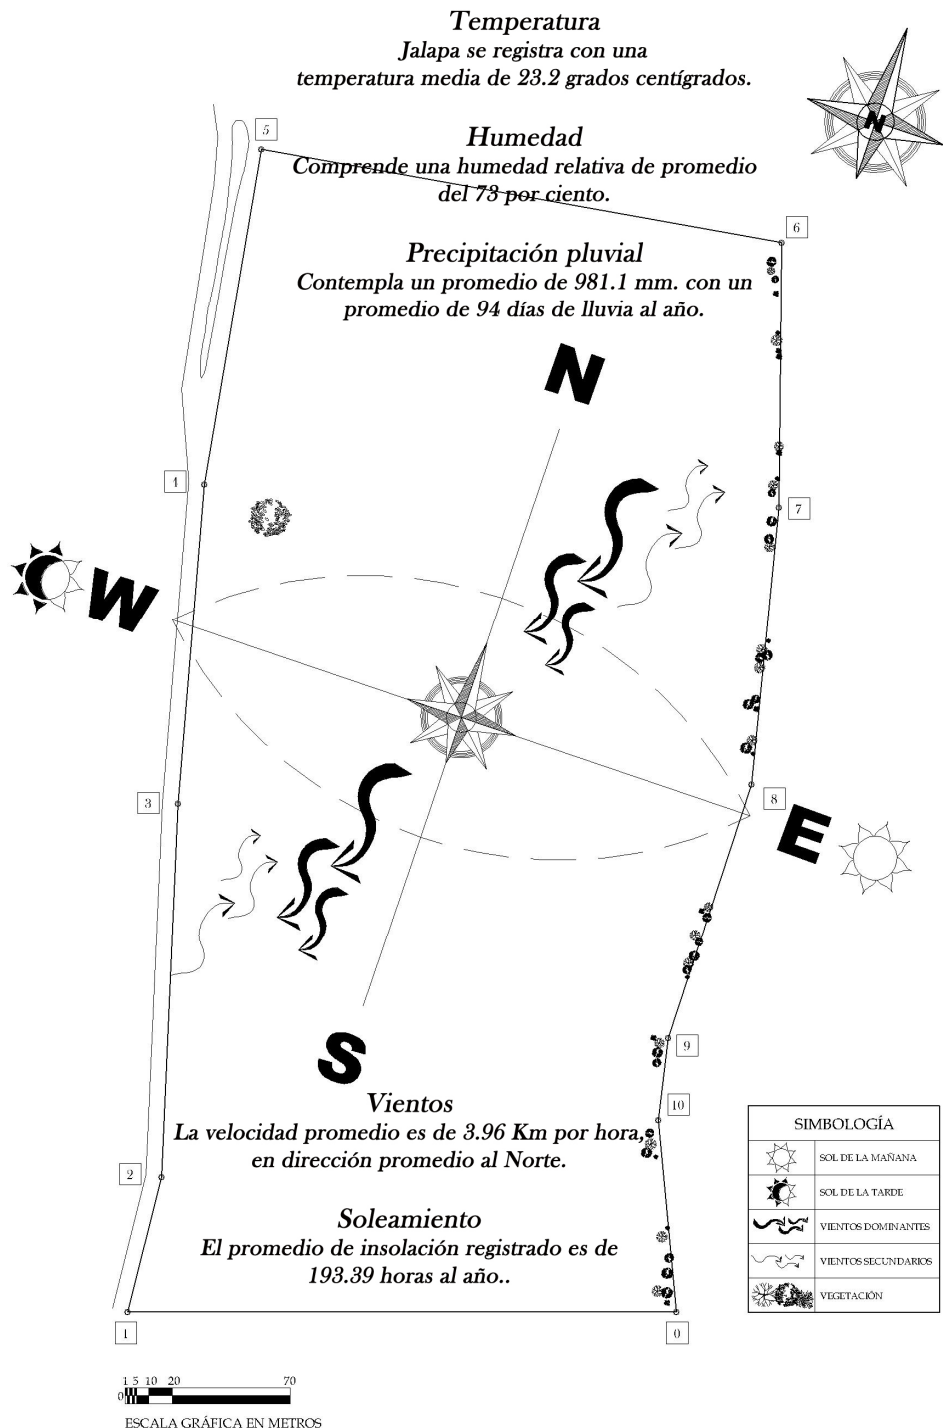 Temperatura
Jalapa se registra con una
temperatura media de 23.2 grados centígrados.
N
Humedad
Comprende una humedad relativa de promedio
del 73 por ciento.
5
6
Precipitación pluvial
Contempla un promedio de 981.1 mm. con un
promedio de 94 días de lluvia al año.
N
4
7
W
3
8
E
S
9
10
Vientos
La velocidad promedio es de 3.96 Km por hora,
en dirección promedio al Norte.
2
Soleamiento
El promedio de insolación registrado es de
193.39 horas al año..
1
0
SIMBOLOGÍA
SOL DE LA MAÑANA
SOL DE LA TARDE
VIENTOS DOMINANTES
VIENTOS SECUNDARIOS
VEGETACIÓN
1 5 10 20 70
0
ESCALA GRÁFICA EN METROS